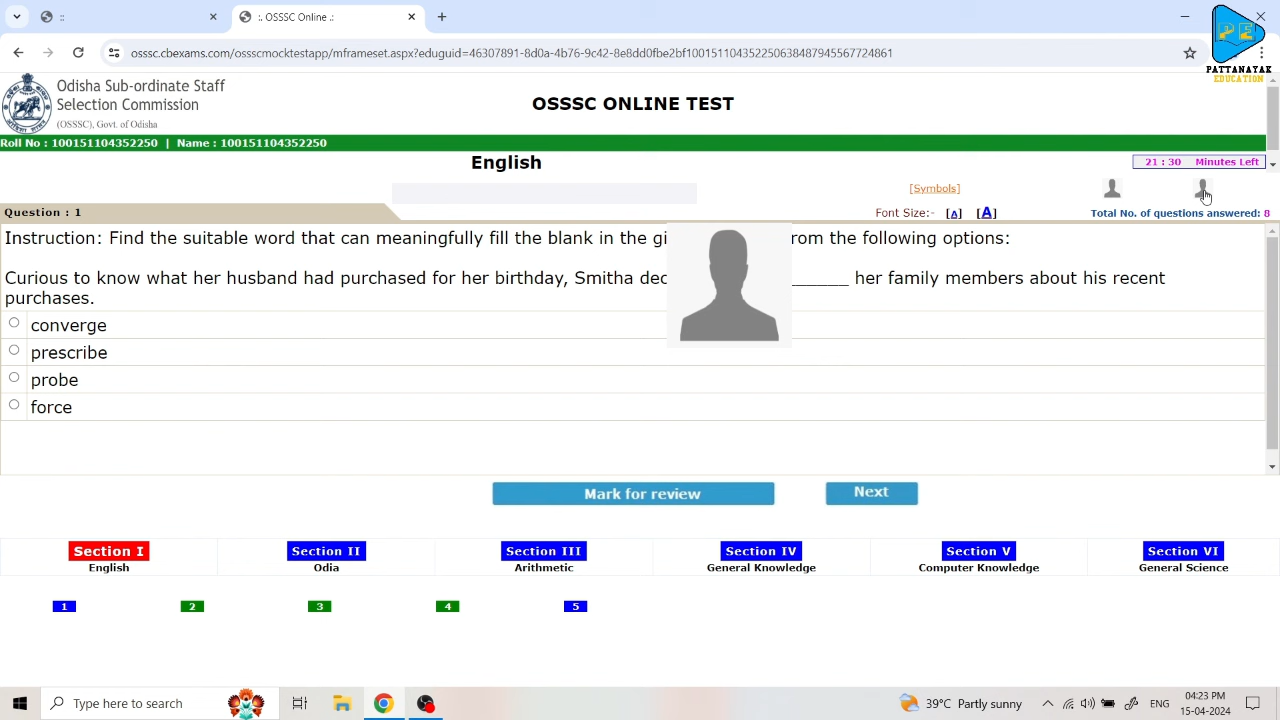 ::
:. OSSSC Online .:
osssc.cbexams.com/ossscmocktestapp/mframeset.aspx?eduguid=46307891-8d0a-4b76-9c42-8e8dd0fbe2bf10015110435225063848794556772486​1
PE
PATTANAYAK
EDUCATION
Odisha Sub-ordinate Staff
Selection Commission
(OSSSC), Govt. of Odisha
OSSSC ONLINE TEST
Roll No : 100151104352250 | Name : 100151104352250
English
21 : 30 Minutes Left
[Symbols]
Question : 1
Font Size:- [A] [A]
Total No. of questions answered: 8
Instruction: Find the suitable word that can meaningfully fill the blank in the gi rom the following options:
Curious to know what her husband had purchased for her birthday, Smitha dec ______ her family members about his recent
purchases.
converge
prescribe
probe
force
Mark for review
Next
Section I
Section II
Section III
Section IV
Section V
Section VI
English
Odia
Arithmetic
General Knowledge
Computer Knowledge
General Science
1 2 3 4 5
Type here to search
39°C Partly sunny
ENG
04:23 PM
15-04-2024